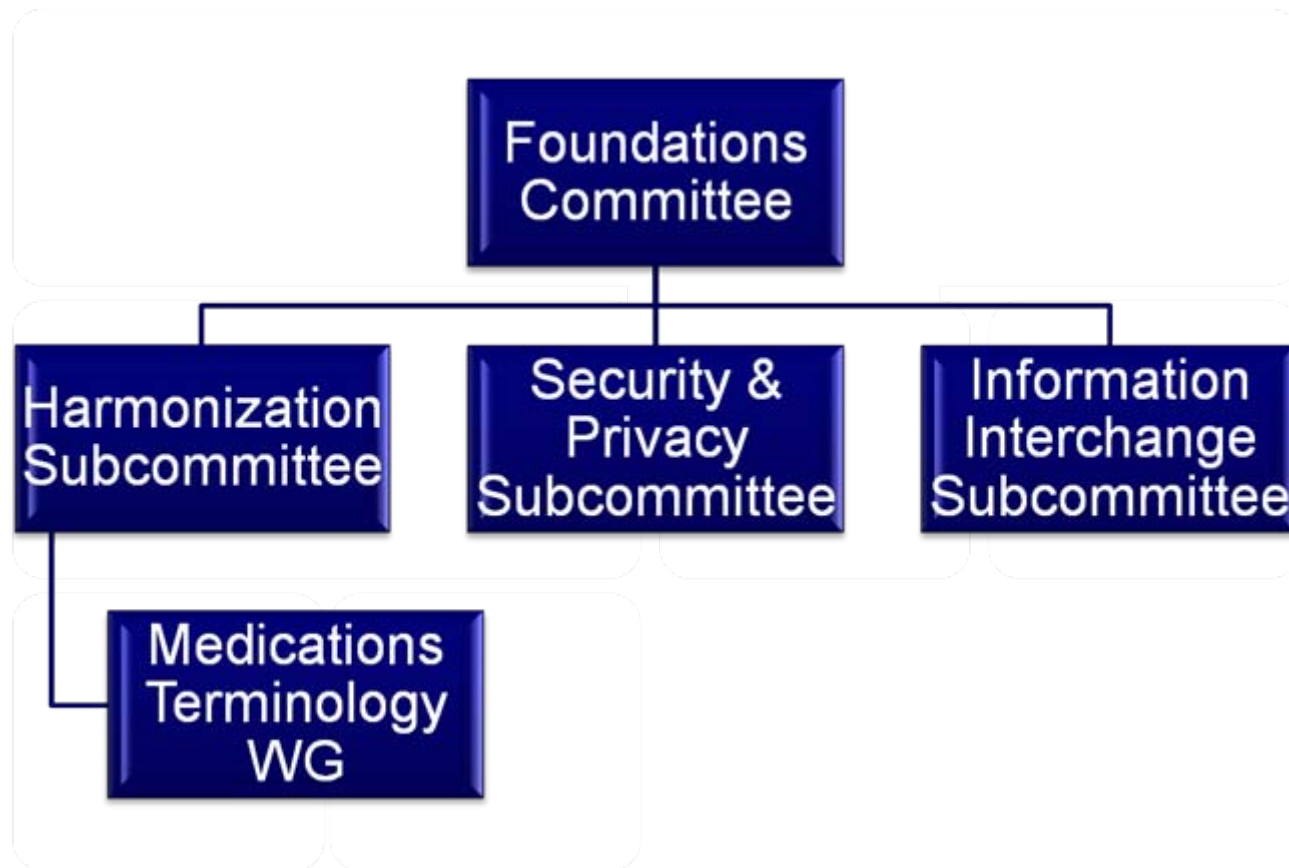 Foundations
Committee
Harmonization
Subcommittee
Security &
Privacy
Subcommittee
Information
Interchange
Subcommittee
Medications
Terminology
WG